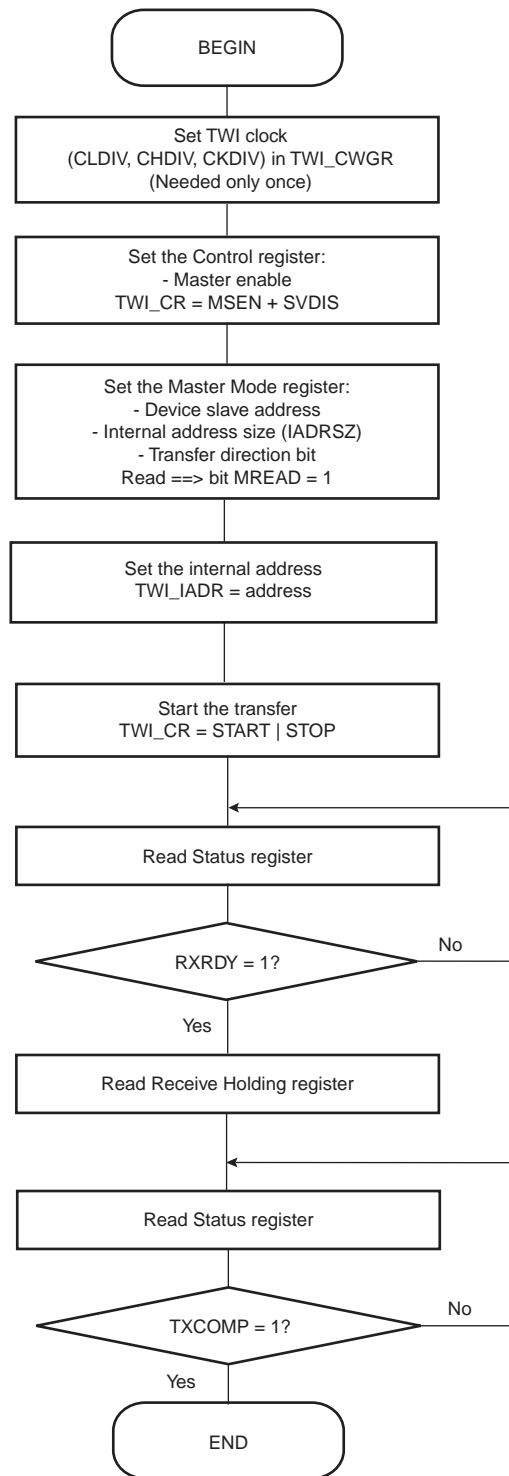 BEGIN
Set TWI clock
(CLDIV, CHDIV, CKDIV) in TWI_CWGR
(Needed only once)
Set the Control register:
- Master enable
TWI_CR = MSEN + SVDIS
Set the Master Mode register:
- Device slave address
- Internal address size (IADRSZ)
- Transfer direction bit
Read ==> bit MREAD = 1
Set the internal address
TWI_IADR = address
Start the transfer
TWI_CR = START | STOP
Read Status register
RXRDY = 1?
No
Yes
Read Receive Holding register
Read Status register
TXCOMP = 1?
No
Yes
END